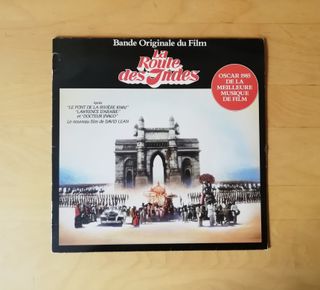 Bande Originale du Film
La Route
des Indes
OSCAR 1985
DE LA
MEILLEURE
MUSIQUE
DE FILM
Après
"LE PONT DE LA RIVIÈRE KWAI"
"LAWRENCE D'ARABIE"
et "DOCTEUR JIVAGO"
Le nouveau film de DAVID LEAN